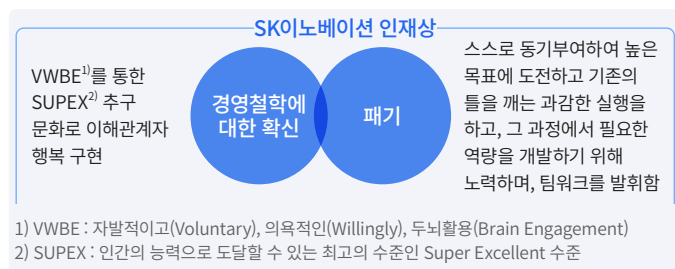 SK이노베이션 인재상
VWBE1)를 통한
SUPEX2) 추구
문화로 이해관계자
행복 구현
경영철학에
대한 확신
패기
스스로 동기부여하여 높은
목표에 도전하고 기존의
틀을 깨는 과감한 실행을
하고, 그 과정에서 필요한
역량을 개발하기 위해
노력하며, 팀워크를 발휘함
1) VWBE : 자발적이고(Voluntary), 의욕적인(Willingly), 두뇌활용(Brain Engagement)
2) SUPEX : 인간의 능력으로 도달할 수 있는 최고의 수준인 Super Excellent 수준